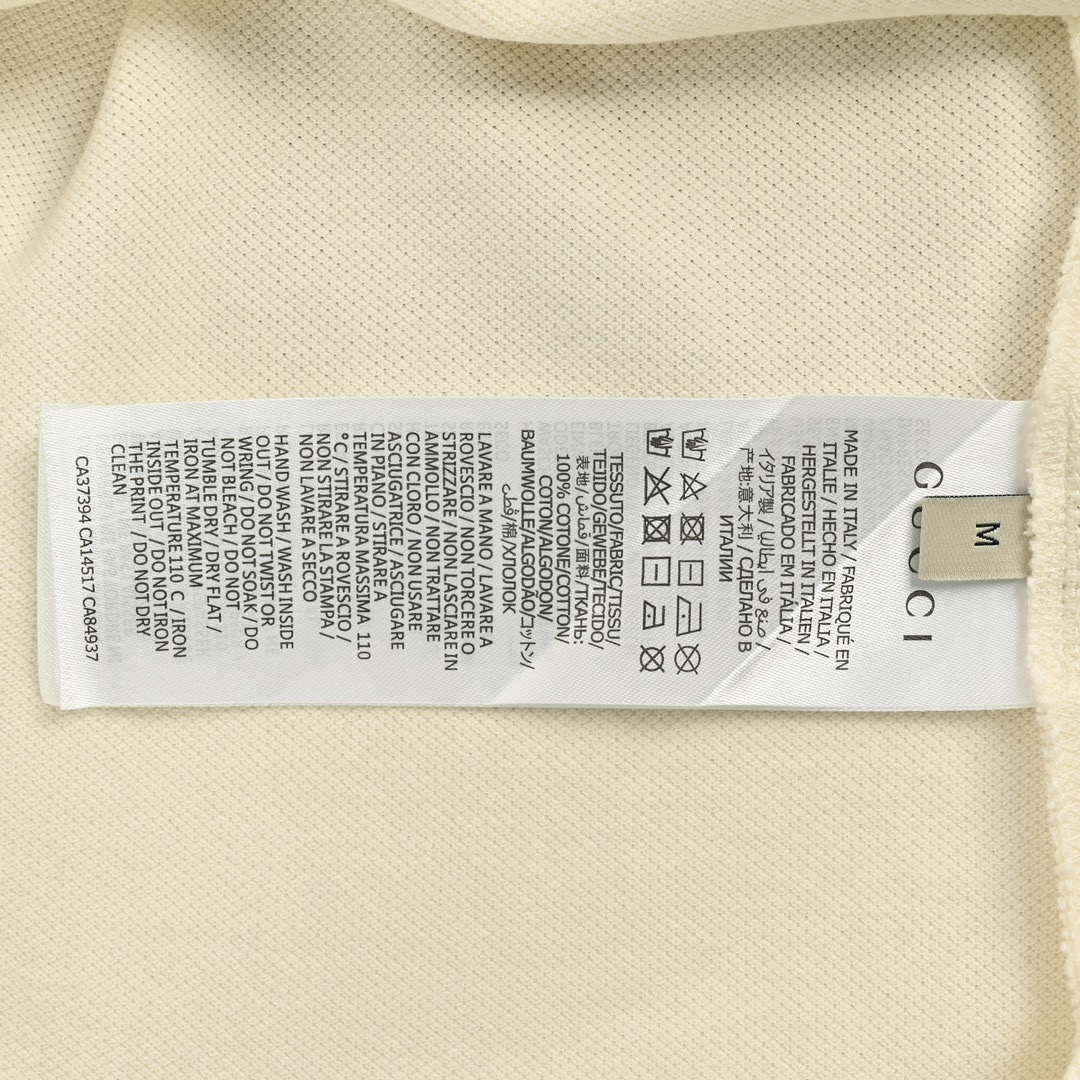 GUCCI
M
MADE IN ITALY / FABRIQUÉ EN
ITALIE / HECHO EN ITALIA /
HERGESTELLT IN ITALIEN /
FABRICADO EM ITÁLIA /
イタリア製 / صنع في ايطاليا /
产地:意大利 / СДЕЛАНО В
ИТАЛИИ
TESSUTO/FABRIC/TISSU/
TEJIDO/GEWEBE/TECIDO/
表地/قماش/面料/ТКАНЬ:
100% COTONE/COTTON/
COTON/ALGODÓN/
BAUMWOLLE/ALGODÃO/コットン/
قطن/棉/ХЛОПОК
LAVARE A MANO / LAVARE A
ROVESCIO / NON TORCERE O
STRIZZARE / NON LASCIARE IN
AMMOLLO / NON TRATTARE
CON CLORO / NON USARE
ASCIUGATRICE / ASCIUGARE
IN PIANO / STIRARE A
TEMPERATURA MASSIMA 110
°C / STIRARE A ROVESCIO /
NON STIRARE LA STAMPA /
NON LAVARE A SECCO
HAND WASH / WASH INSIDE
OUT / DO NOT TWIST OR
WRING / DO NOT SOAK / DO
NOT BLEACH / DO NOT
TUMBLE DRY / DRY FLAT /
IRON AT MAXIMUM
TEMPERATURE 110 C / IRON
INSIDE OUT / DO NOT IRON
THE PRINT / DO NOT DRY
CLEAN
CA37394 CA14517 CA84937